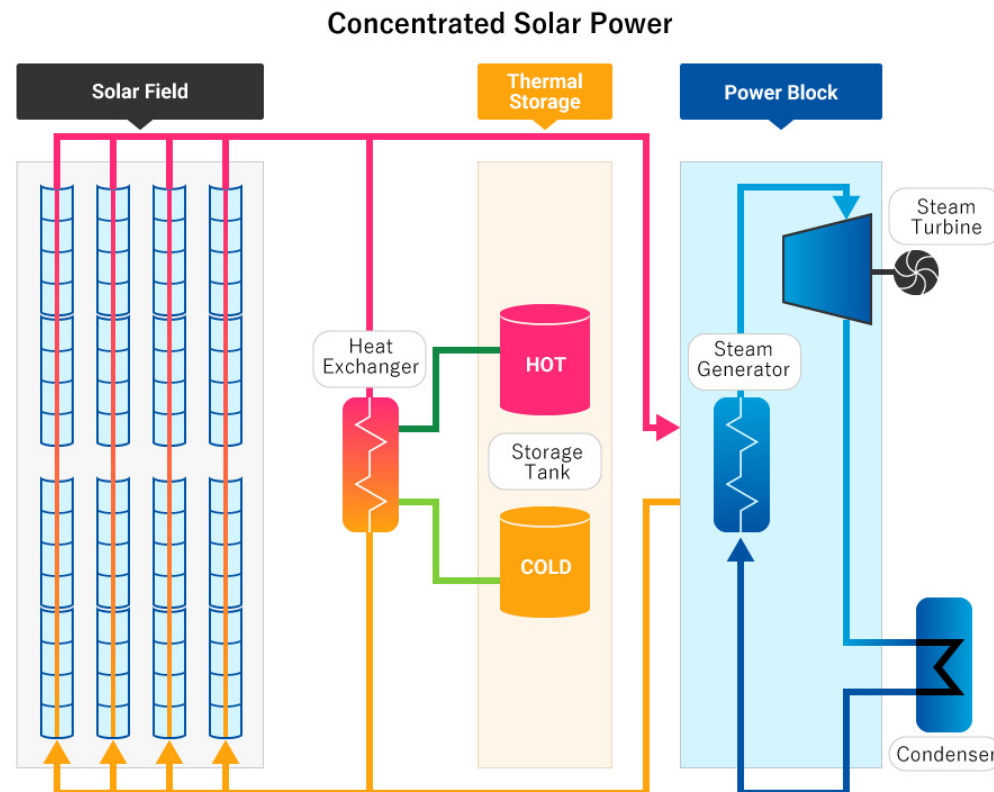 Concentrated Solar Power
Solar Field
Thermal
Storage
Power Block
Steam
Turbine
Heat
Exchanger
HOT
Steam
Generator
Storage
Tank
COLD
Condenser